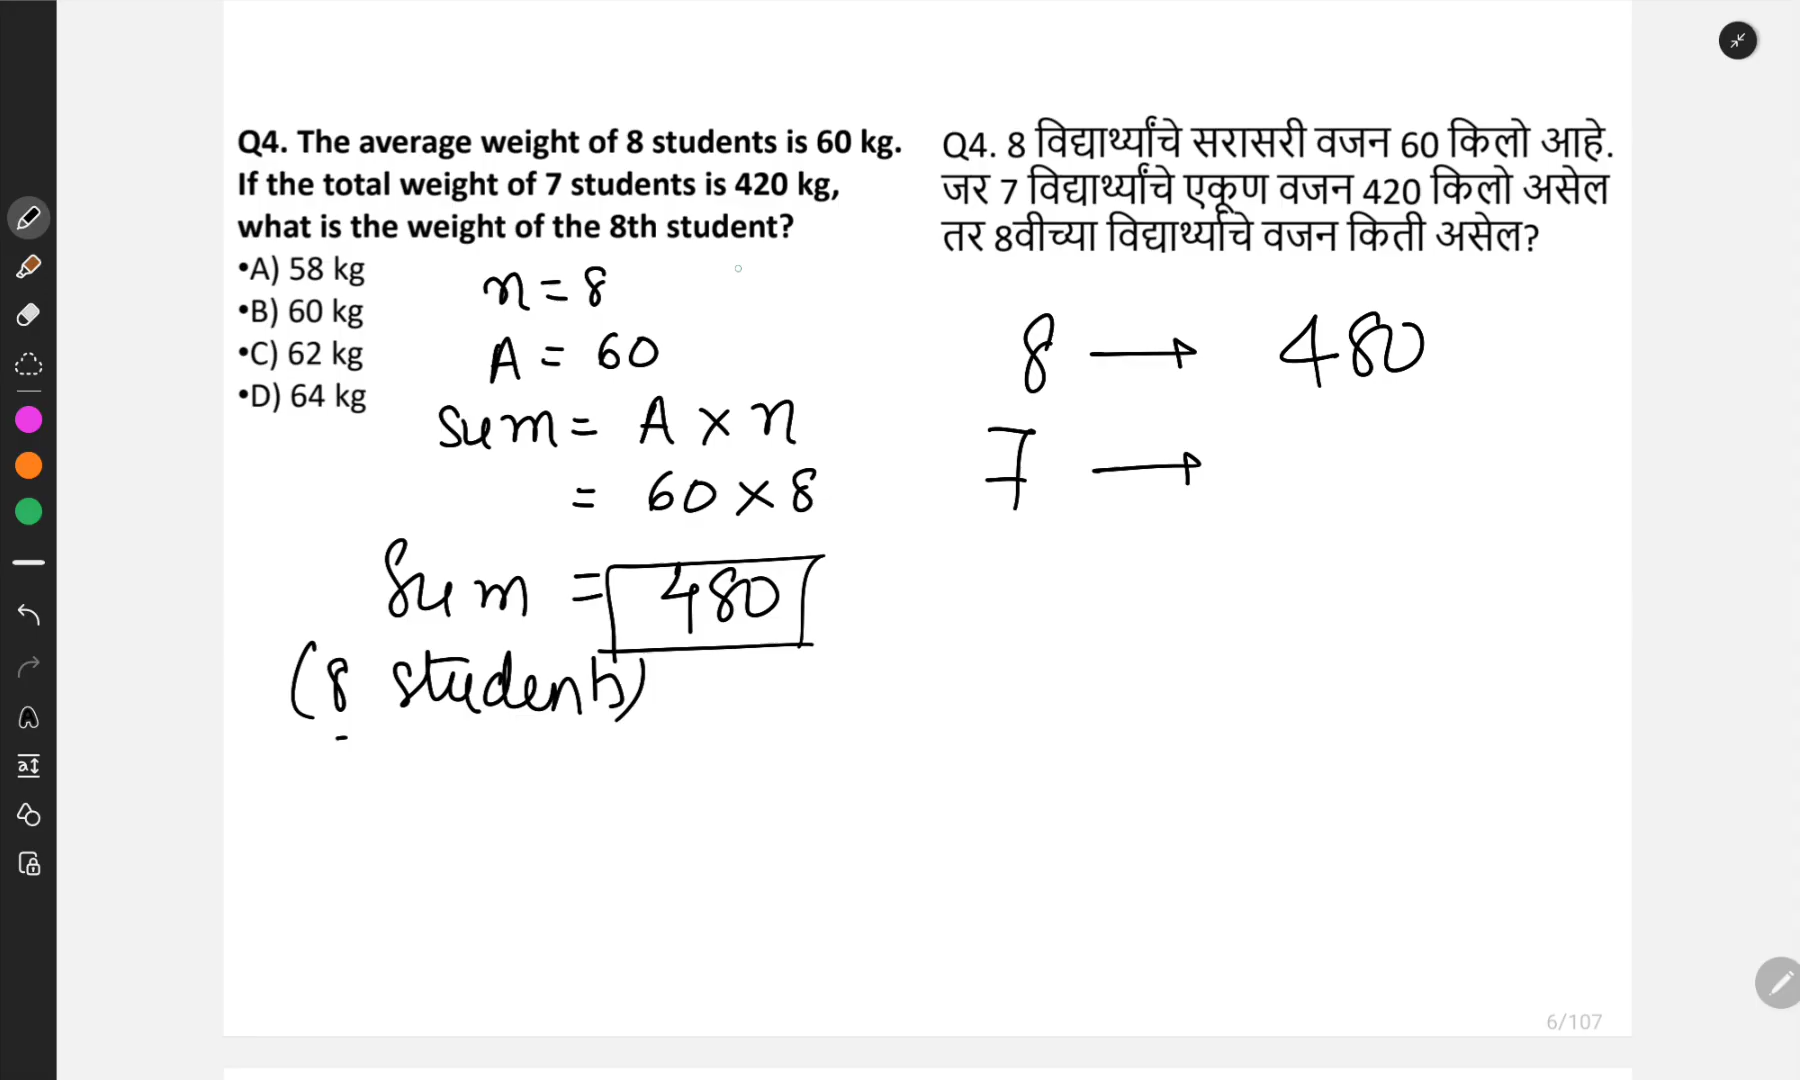 Q4. The average weight of 8 students is 60 kg.
If the total weight of 7 students is 420 kg,
what is the weight of the 8th student?
•A) 58 kg
•B) 60 kg
•C) 62 kg
•D) 64 kg
n = 8
A = 60
Sum = A × n
= 60 × 8
Sum = 480
(8 students)
Q4. 8 विद्यार्थ्यांचे सरासरी वजन 60 किलो आहे.
जर 7 विद्यार्थ्यांचे एकूण वजन 420 किलो असेल
तर 8वीच्या विद्यार्थ्याचे वजन किती असेल?
8 → 480
7 →
6/107